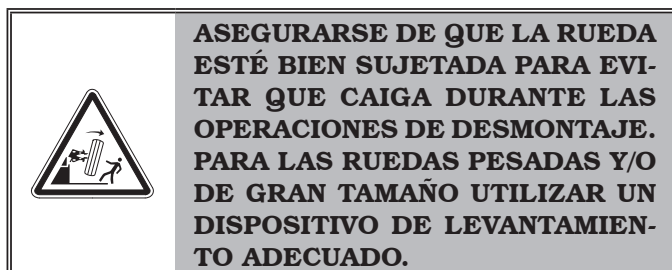 ASEGURARSE DE QUE LA RUEDA
ESTÉ BIEN SUJETADA PARA EVI-
TAR QUE CAIGA DURANTE LAS
OPERACIONES DE DESMONTAJE.
PARA LAS RUEDAS PESADAS Y/O
DE GRAN TAMAÑO UTILIZAR UN
DISPOSITIVO DE LEVANTAMIEN-
TO ADECUADO.